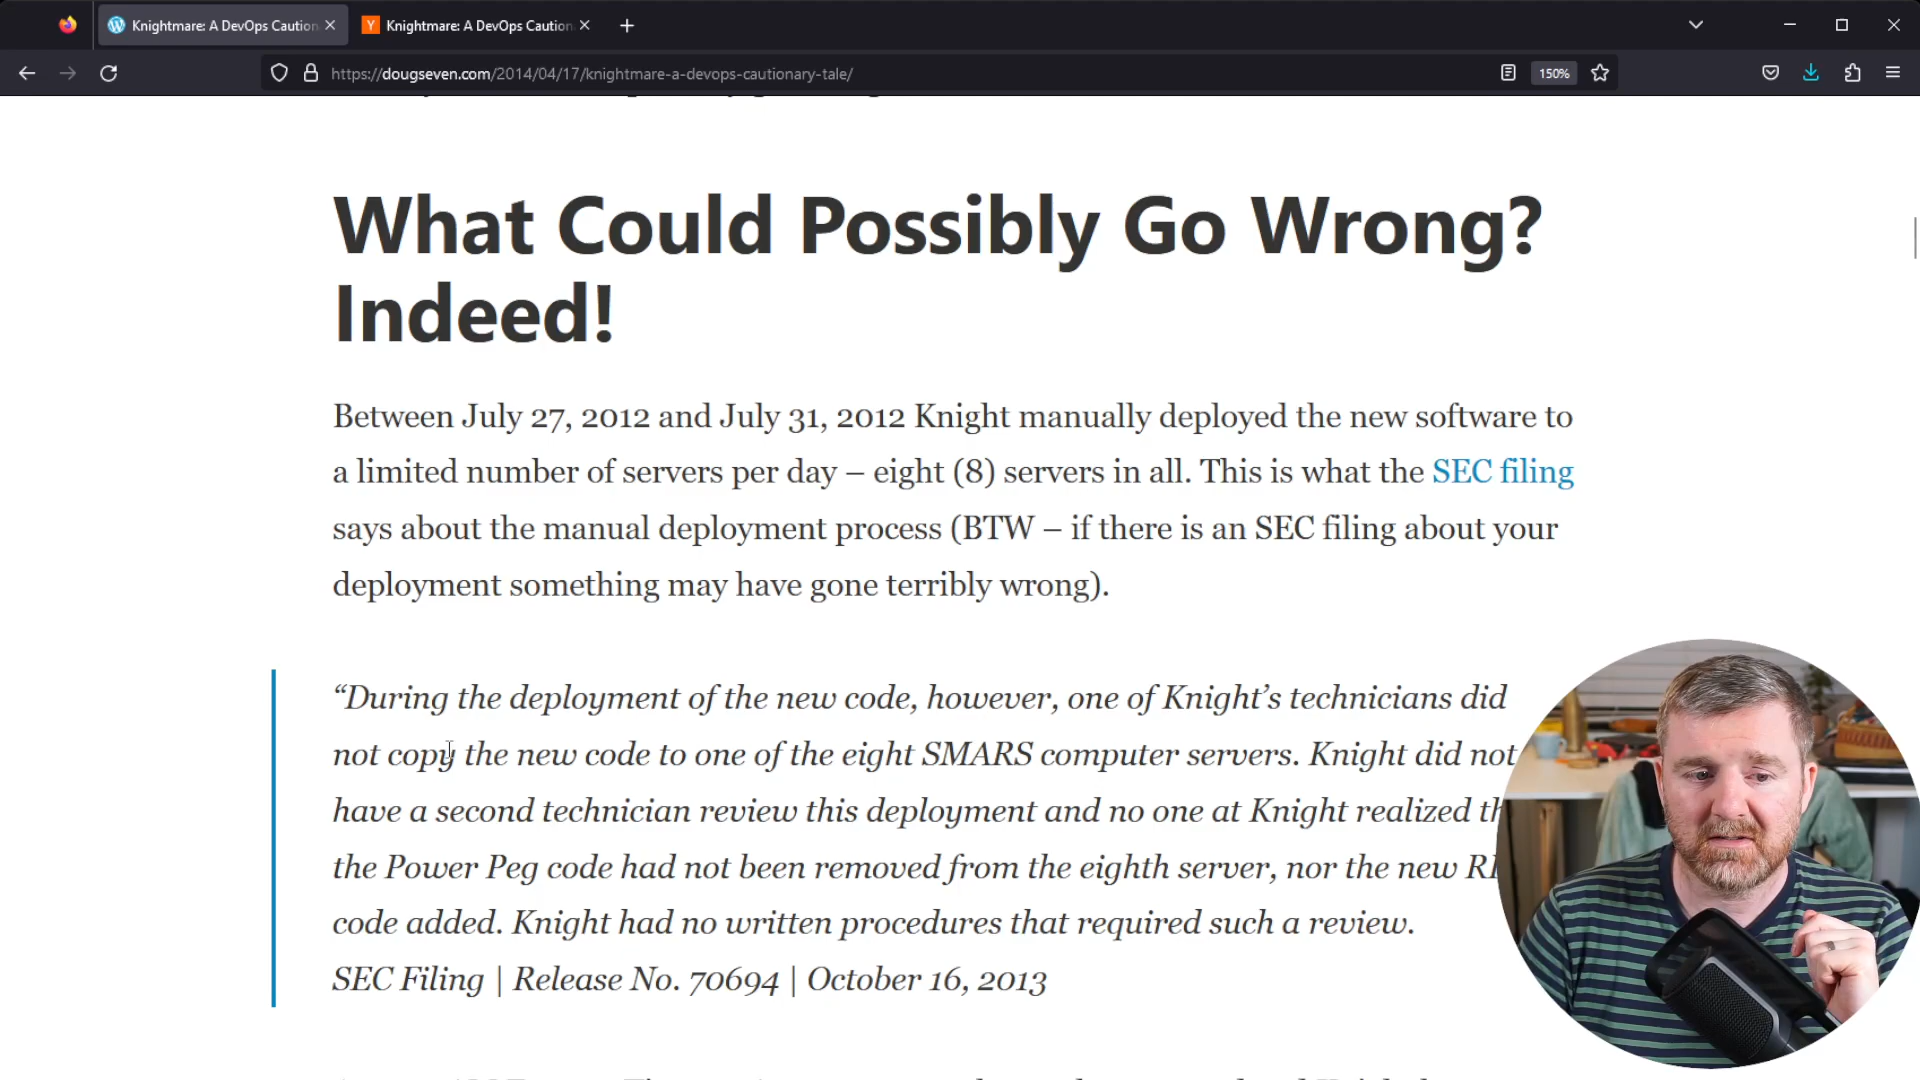 Knightmare: A DevOps Caution
Knightmare: A DevOps Caution
https://dougseven.com/2014/04/17/knightmare-a-devops-cautionary-tale/
150%
What Could Possibly Go Wrong?
Indeed!
Between July 27, 2012 and July 31, 2012 Knight manually deployed the new software to
a limited number of servers per day – eight (8) servers in all. This is what the SEC filing
says about the manual deployment process (BTW – if there is an SEC filing about your
deployment something may have gone terribly wrong).
“During the deployment of the new code, however, one of Knight’s technicians did
not copy the new code to one of the eight SMARS computer servers. Knight did not
have a second technician review this deployment and no one at Knight realized
the Power Peg code had not been removed from the eighth server, nor the new
code added. Knight had no written procedures that required such a review.
SEC Filing | Release No. 70694 | October 16, 2013